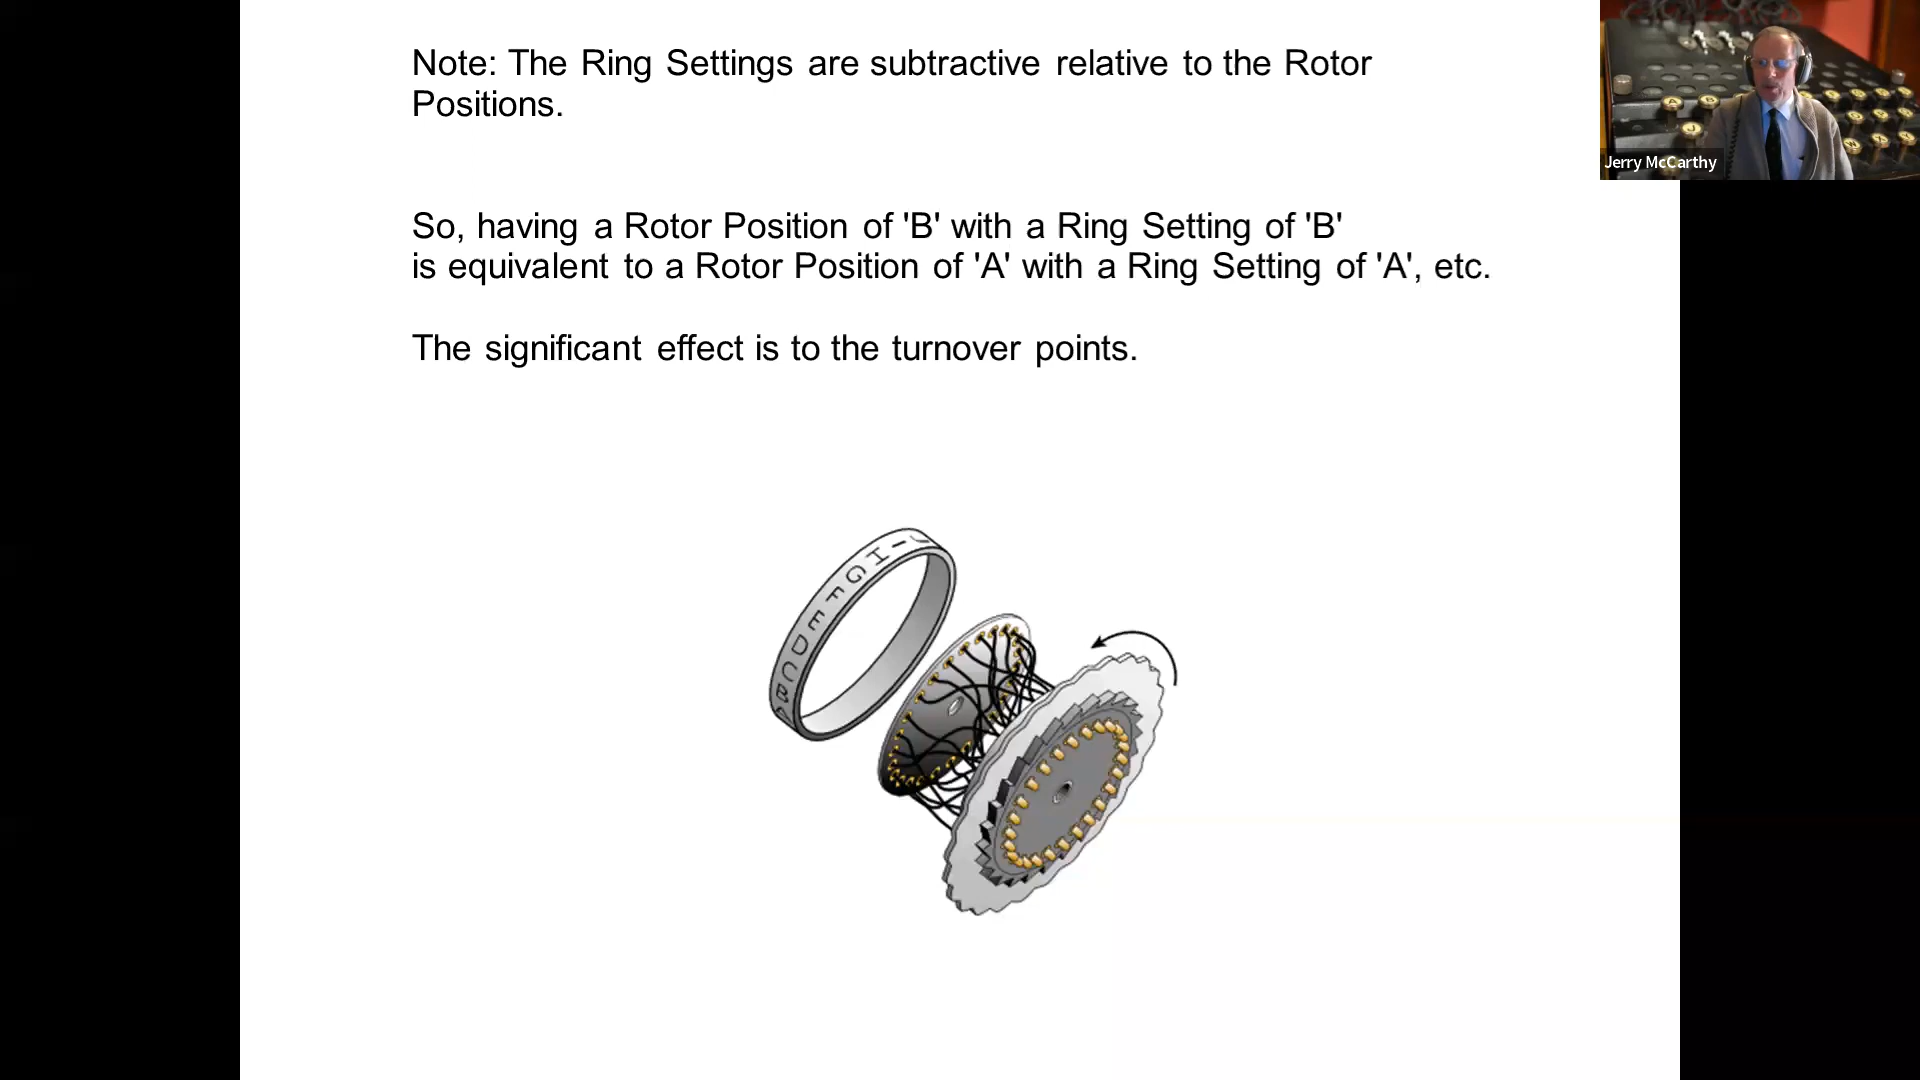 Note: The Ring Settings are subtractive relative to the Rotor
Positions.
So, having a Rotor Position of 'B' with a Ring Setting of 'B'
is equivalent to a Rotor Position of 'A' with a Ring Setting of 'A', etc.
The significant effect is to the turnover points.
Jerry McCarthy
A B C D E F G H I J